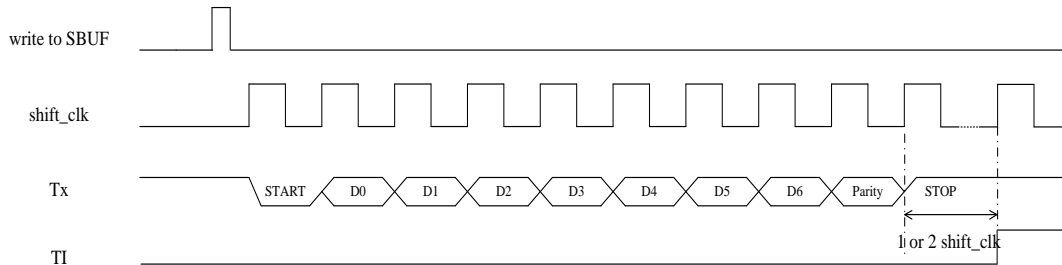 write to SBUF
shift_clk
Tx START D0 D1 D2 D3 D4 D5 D6 Parity STOP
1 or 2 shift_clk
TI